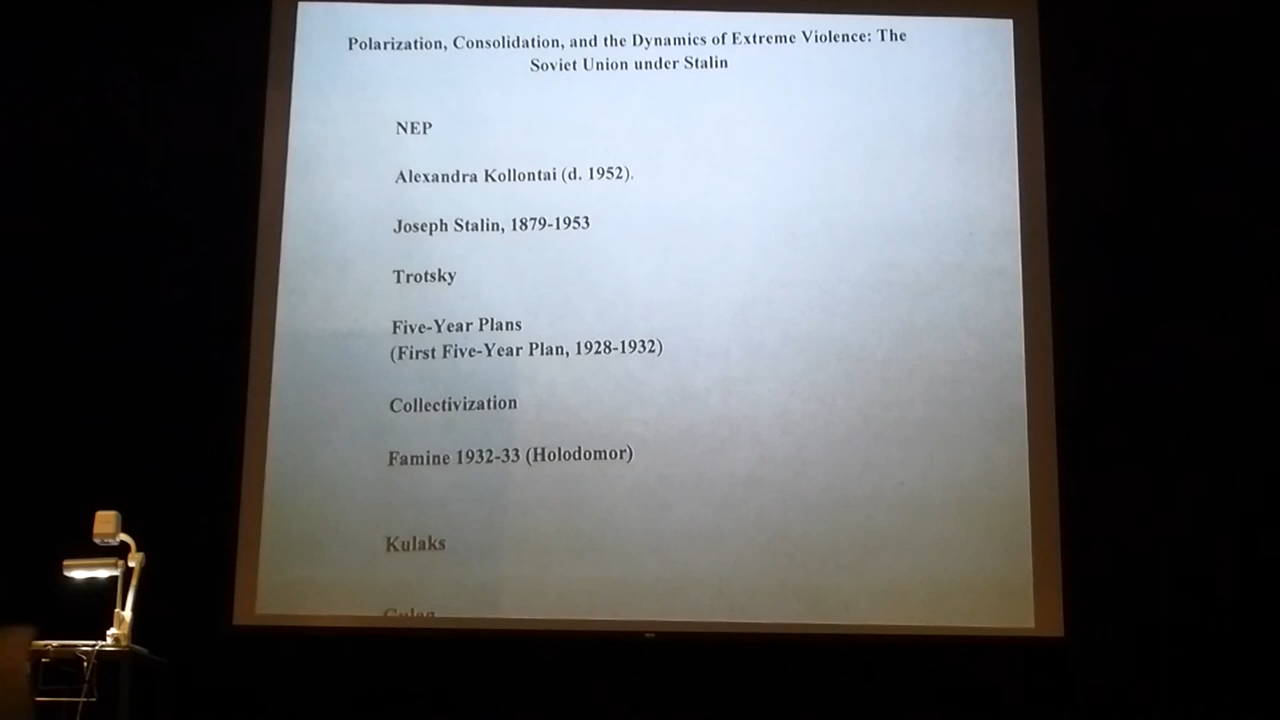 Polarization, Consolidation, and the Dynamics of Extreme Violence: The
Soviet Union under Stalin
NEP
Alexandra Kollontai (d. 1952).
Joseph Stalin, 1879-1953
Trotsky
Five-Year Plans
(First Five-Year Plan, 1928-1932)
Collectivization
Famine 1932-33 (Holodomor)
Kulaks
Gulag